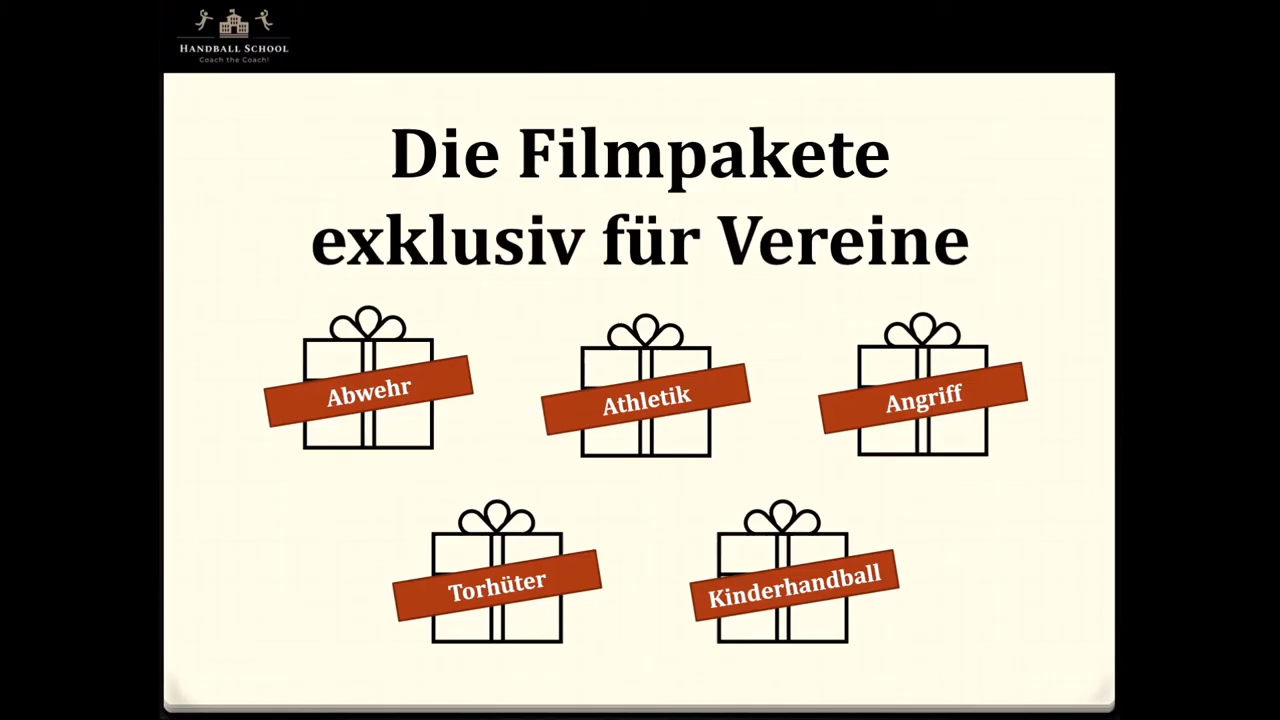 HANDBALL SCHOOL
Coach the Coach!
Die Filmpakete
exklusiv für Vereine
Abwehr
Athletik
Angriff
Torhüter
Kinderhandball